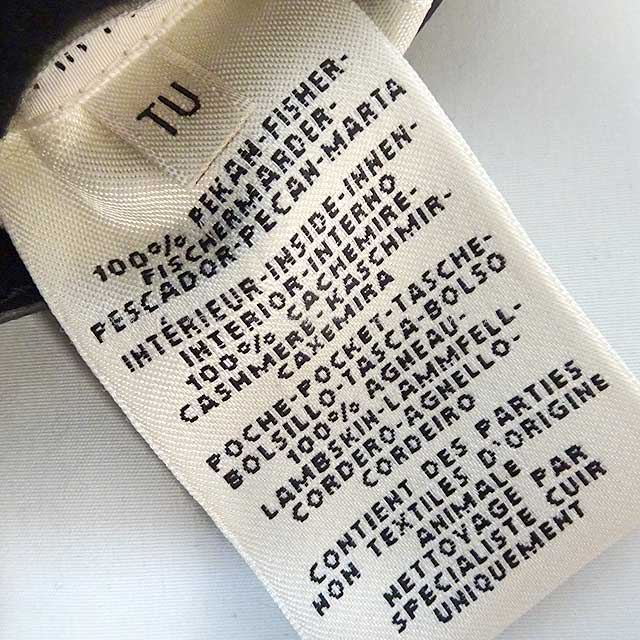 TU
100% PEKAN-FISHER-
FISCHERMARDER-
PESCADOR-PECAN-MARTA
INTÉRIEUR-INSIDE-INNEN-
INTERIOR-INTERNO
100% CACHEMIRE-
CASHMERE-KASCHMIR-
CAXEMIRA
POCHE-POCKET-TASCHE-
BOLSILLO-TASCA-BOLSO
100% AGNEAU-
LAMBSKIN-LAMMFELL-
CORDERO-AGNELLO-
CORDEIRO
CONTIENT DES PARTIES
NON TEXTILES D'ORIGINE
ANIMALE
NETTOYAGE PAR
SPECIALISTE CUIR
UNIQUEMENT